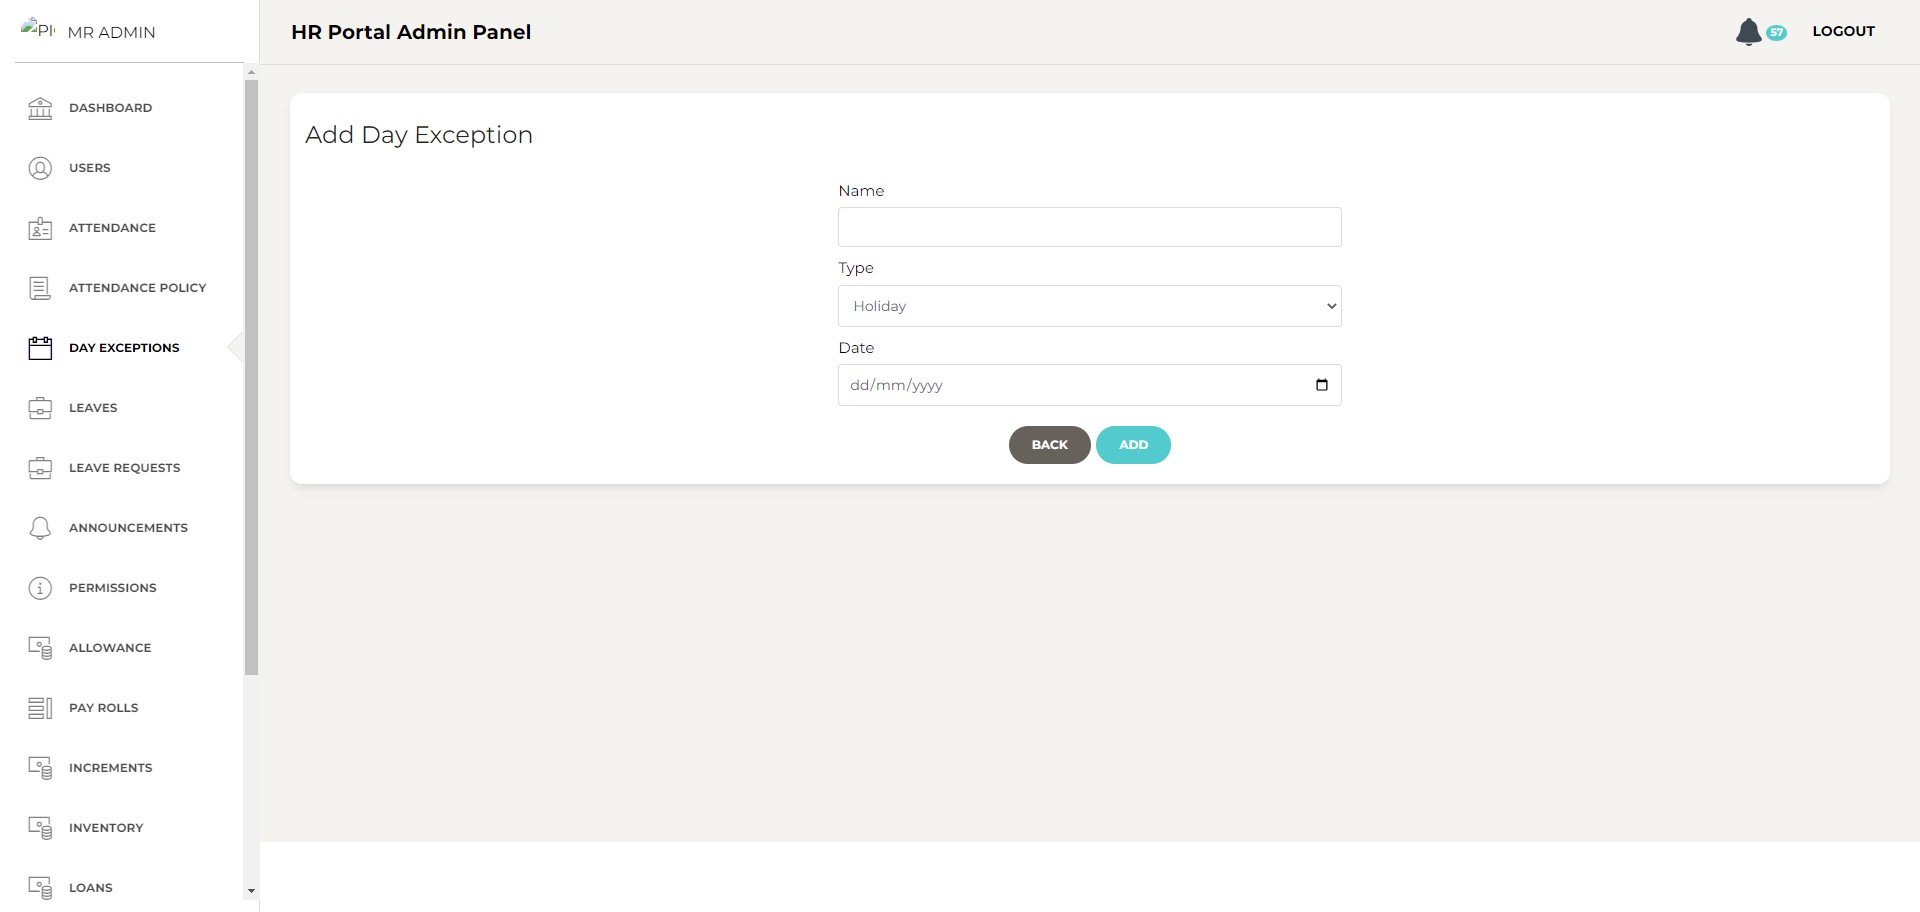 MR ADMIN
DASHBOARD
USERS
ATTENDANCE
ATTENDANCE POLICY
DAY EXCEPTIONS
LEAVES
LEAVE REQUESTS
ANNOUNCEMENTS
PERMISSIONS
ALLOWANCE
PAY ROLLS
INCREMENTS
INVENTORY
LOANS
HR Portal Admin Panel
57
LOGOUT
Add Day Exception
Name
Type
Holiday
Date
dd/mm/yyyy
BACK ADD